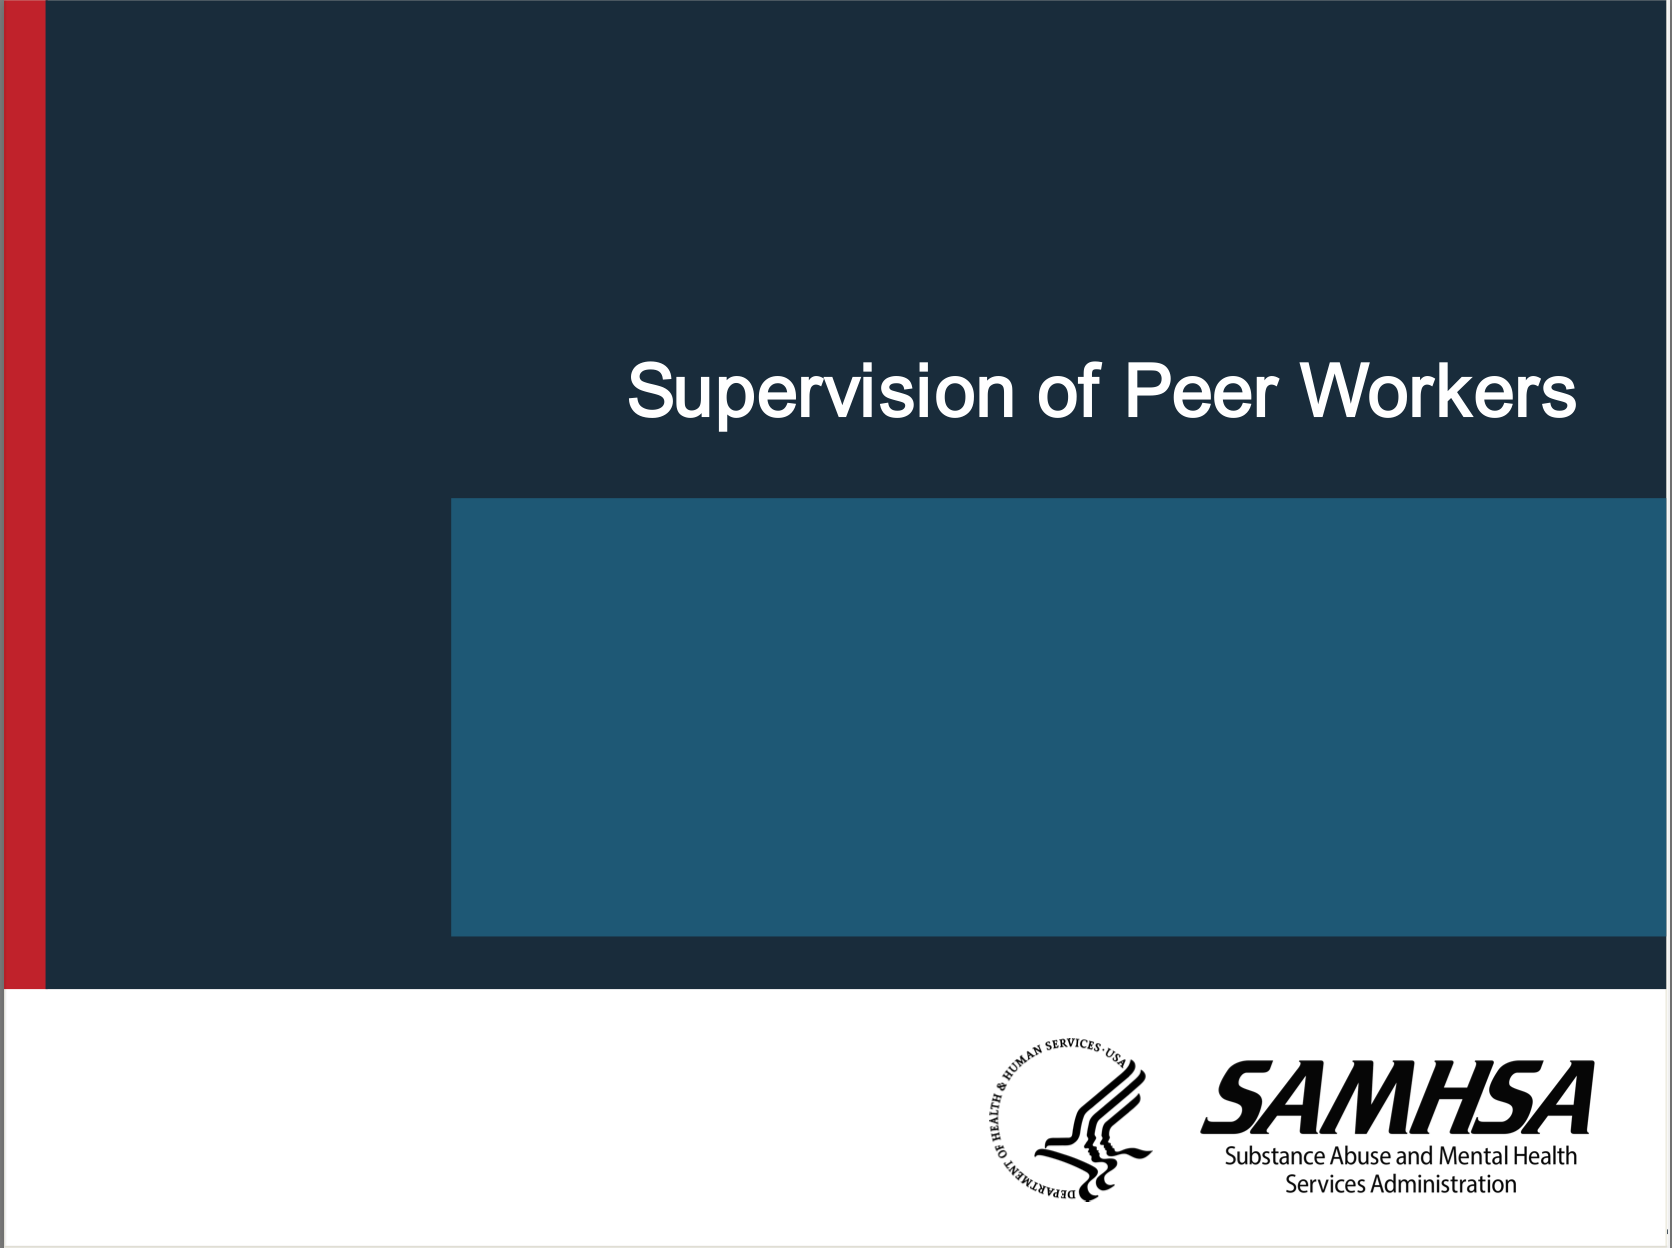 Supervision of Peer Workers
DEPARTMENT OF HEALTH & HUMAN SERVICES · USA
SAMHSA
Substance Abuse and Mental Health
Services Administration